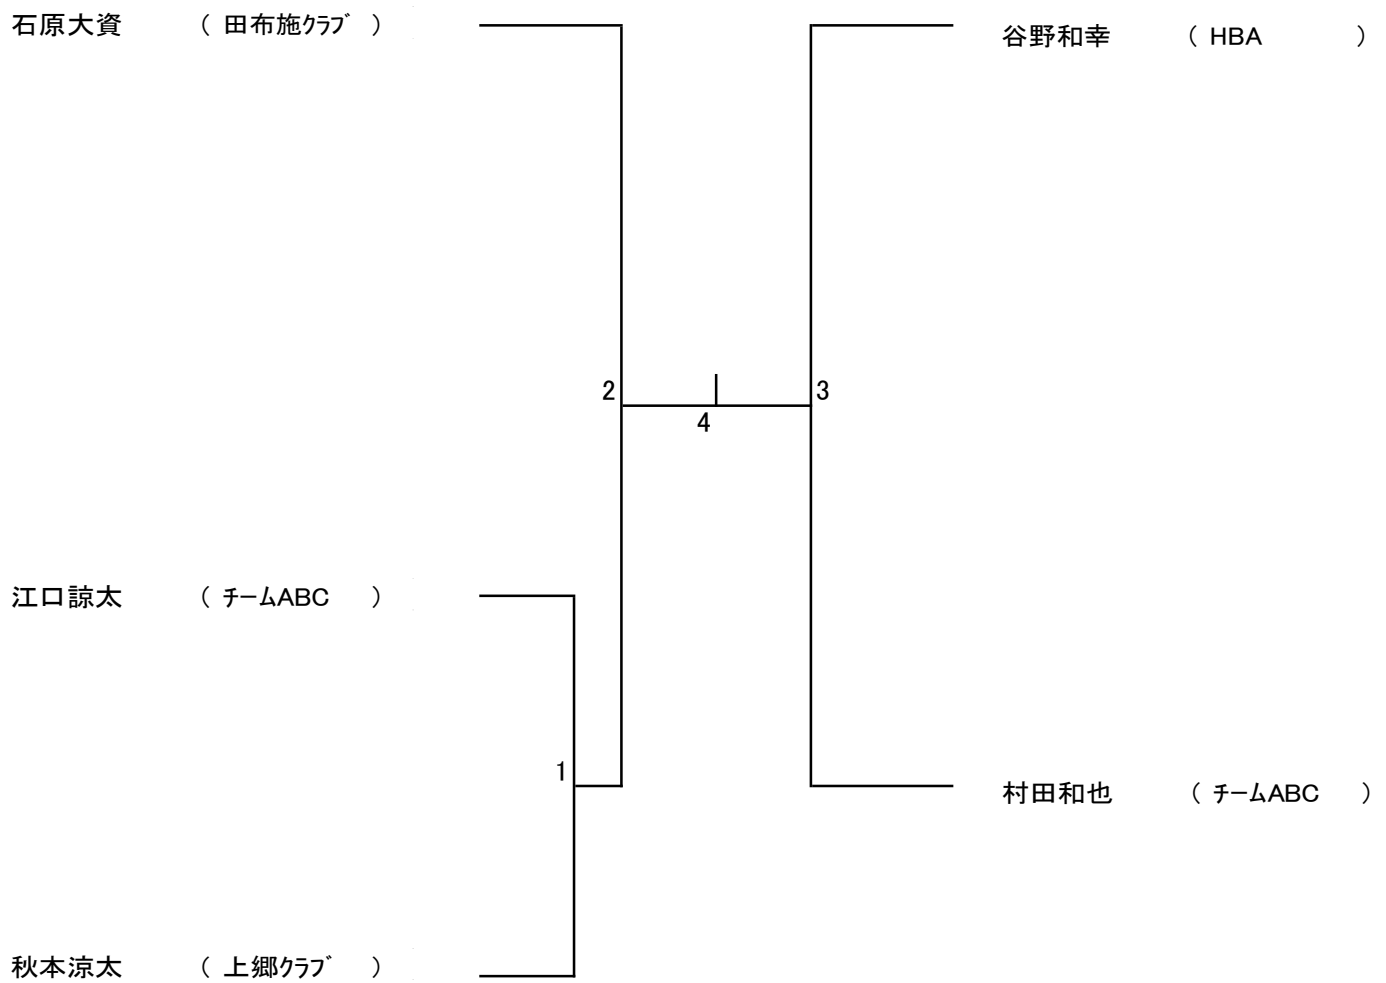 石原大資 （ 田布施ｸﾗﾌﾞ ）
谷野和幸 （ HBA ）
2
3
4
江口諒太 （ ﾁｰﾑABC ）
1
村田和也 （ ﾁｰﾑABC ）
秋本涼太 （ 上郷ｸﾗﾌﾞ ）